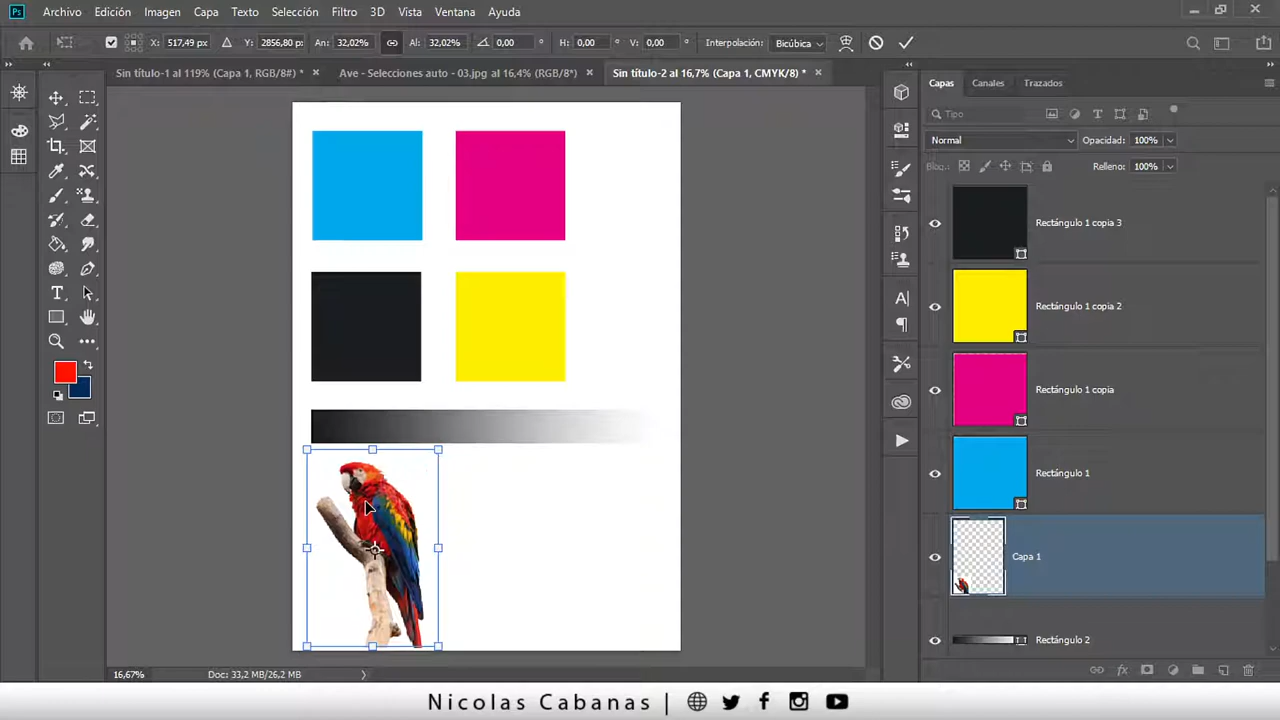 Ps Archivo Edición Imagen Capa Texto Selección Filtro 3D Vista Ventana Ayuda
X: 517,49 px Y: 2856,80 px An: 32,02% Al: 32,02% 0,00 ° H: 0,00 ° V: 0,00 ° Interpolación: Bicúbica
Sin título-1 al 119% (Capa 1, RGB/8#) * × Ave - Selecciones auto - 03.jpg al 16,4% (RGB/8*) × Sin título-2 al 16,7% (Capa 1, CMYK/8) * ×
Capas Canales Trazados
Tipo
Normal Opacidad: 100%
Bloq.: Relleno: 100%
Rectángulo 1 copia 3
Rectángulo 1 copia 2
Rectángulo 1 copia
Rectángulo 1
Capa 1
Rectángulo 2
16,67% Doc: 33,2 MB/26,2 MB
Nicolas Cabanas |